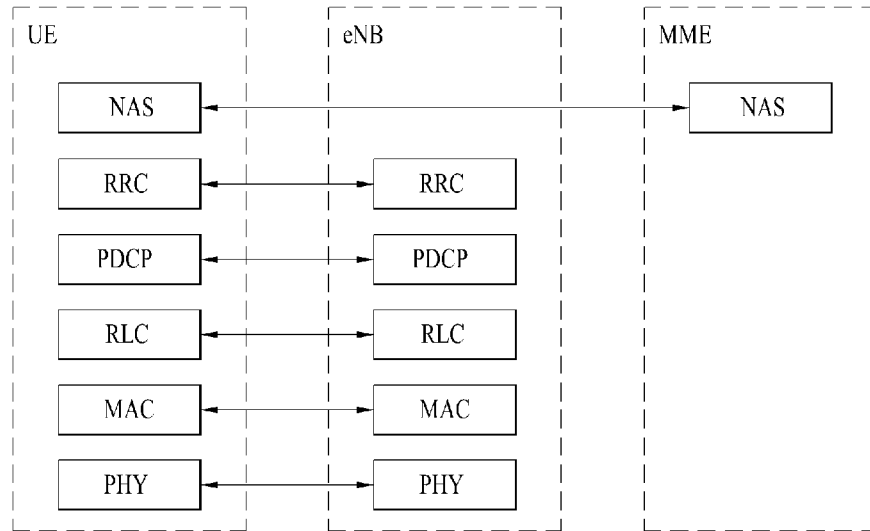 UE eNB MME
NAS NAS
RRC RRC
PDCP PDCP
RLC RLC
MAC MAC
PHY PHY